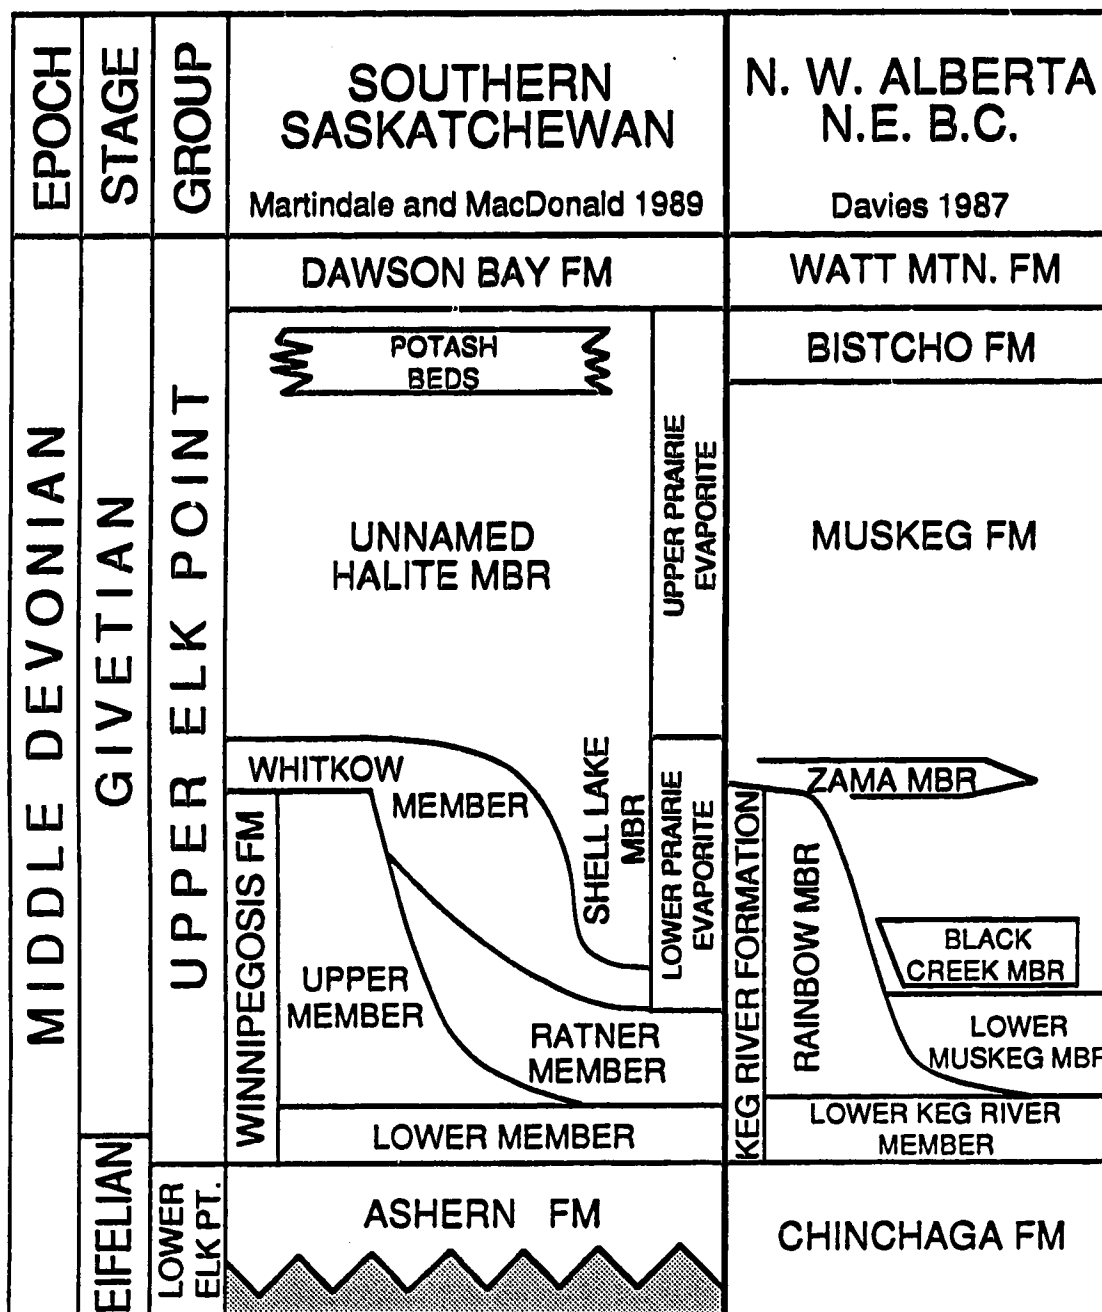 EPOCH
STAGE
GROUP
SOUTHERN
SASKATCHEWAN
Martindale and MacDonald 1989
N. W. ALBERTA
N.E. B.C.
Davies 1987
MIDDLE DEVONIAN
GIVETIAN
EIFELIAN
UPPER ELK POINT
LOWER
ELK PT.
DAWSON BAY FM
POTASH
BEDS
UNNAMED
HALITE MBR
UPPER PRAIRIE
EVAPORITE
WHITKOW
MEMBER
SHELL LAKE
MBR
LOWER PRAIRIE
EVAPORITE
WINNIPEGOSIS FM
UPPER
MEMBER
RATNER
MEMBER
LOWER MEMBER
ASHERN FM
WATT MTN. FM
BISTCHO FM
MUSKEG FM
ZAMA MBR
KEG RIVER FORMATION
RAINBOW MBR
BLACK
CREEK MBR
LOWER
MUSKEG MBR
LOWER KEG RIVER
MEMBER
CHINCHAGA FM